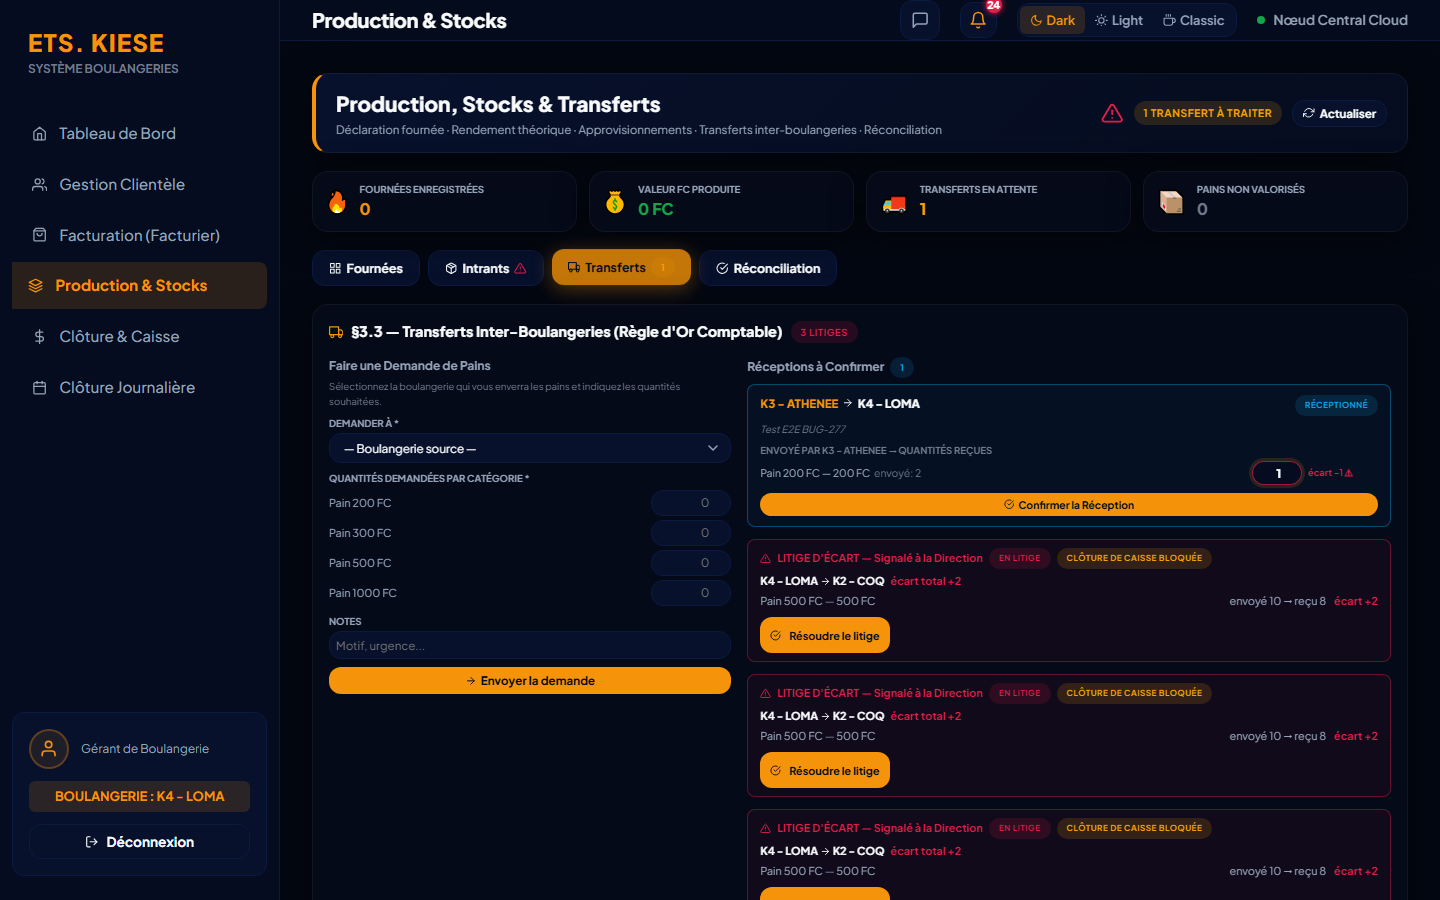 ETS. KIESE
SYSTÈME BOULANGERIES
Tableau de Bord
Gestion Clientèle
Facturation (Facturier)
Production & Stocks
Clôture & Caisse
Clôture Journalière
Gérant de Boulangerie
BOULANGERIE : K4 - LOMA
Déconnexion
Production & Stocks
24
Dark
Light
Classic
Nœud Central Cloud
Production, Stocks & Transferts
Déclaration fournée · Rendement théorique · Approvisionnements · Transferts inter-boulangeries · Réconciliation
1 TRANSFERT À TRAITER
Actualiser
FOURNÉES ENREGISTRÉES
0
VALEUR FC PRODUITE
0 FC
TRANSFERTS EN ATTENTE
1
PAINS NON VALORISÉS
0
Fournées
Intrants
Transferts 1
Réconciliation
§3.3 — Transferts Inter-Boulangeries (Règle d'Or Comptable) 3 LITIGES
Faire une Demande de Pains
Sélectionnez la boulangerie qui vous enverra les pains et indiquez les quantités
souhaitées.
DEMANDER À *
— Boulangerie source —
QUANTITÉS DEMANDÉES PAR CATÉGORIE *
Pain 200 FC 0
Pain 300 FC 0
Pain 500 FC 0
Pain 1000 FC 0
NOTES
Motif, urgence...
→ Envoyer la demande
Réceptions à Confirmer 1
K3 - ATHENEE → K4 - LOMA RÉCEPTIONNÉ
Test E2E BUG-277
ENVOYÉ PAR K3 - ATHENEE → QUANTITÉS REÇUES
Pain 200 FC — 200 FC envoyé: 2 1 écart -1 ⚠
Confirmer la Réception
LITIGE D'ÉCART — Signalé à la Direction EN LITIGE CLÔTURE DE CAISSE BLOQUÉE
K4 - LOMA → K2 - COQ écart total +2
Pain 500 FC — 500 FC envoyé 10 → reçu 8 écart +2
Résoudre le litige
LITIGE D'ÉCART — Signalé à la Direction EN LITIGE CLÔTURE DE CAISSE BLOQUÉE
K4 - LOMA → K2 - COQ écart total +2
Pain 500 FC — 500 FC envoyé 10 → reçu 8 écart +2
Résoudre le litige
LITIGE D'ÉCART — Signalé à la Direction EN LITIGE CLÔTURE DE CAISSE BLOQUÉE
K4 - LOMA → K2 - COQ écart total +2
Pain 500 FC — 500 FC envoyé 10 → reçu 8 écart +2